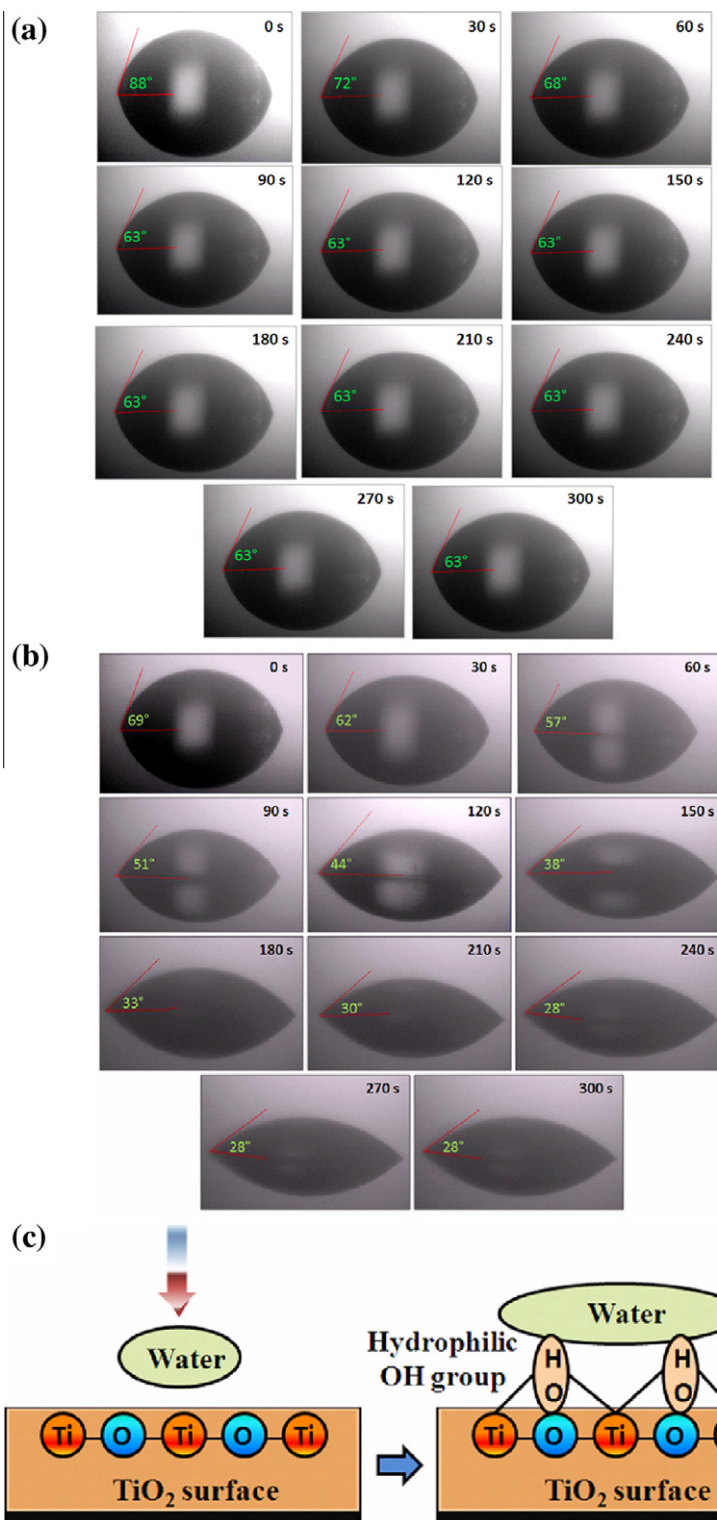 (a)
0 s 30 s 60 s
88° 72° 68°
90 s 120 s 150 s
63° 63° 63°
180 s 210 s 240 s
63° 63° 63°
270 s 300 s
63° 63°
(b)
0 s 30 s 60 s
69° 62° 57°
90 s 120 s 150 s
51° 44° 38°
180 s 210 s 240 s
33° 30° 28°
270 s 300 s
28° 28°
(c)
Water
Ti O Ti O Ti
TiO₂ surface
Water
Hydrophilic
OH group
H H
O O
Ti O Ti O
TiO₂ surface